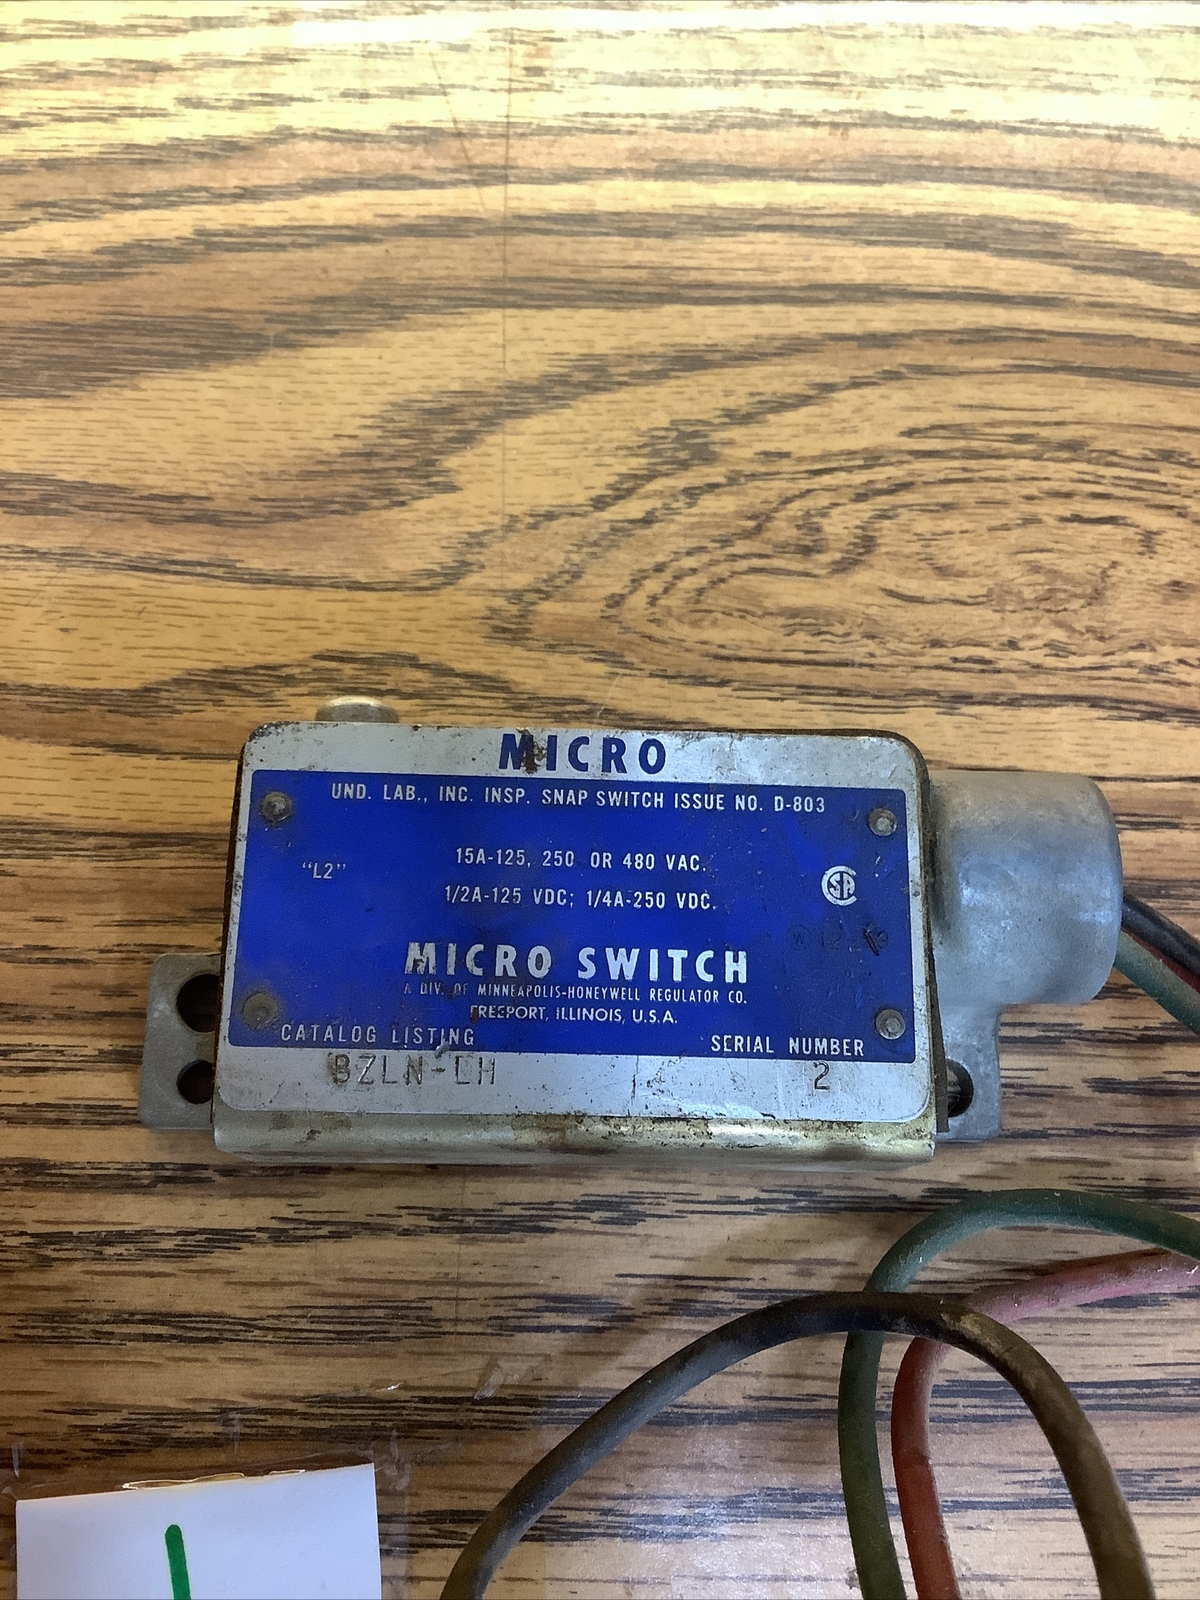 MICRO
UND. LAB., INC. INSP. SNAP SWITCH ISSUE NO. D-803
"L2"
15A-125, 250 OR 480 VAC.
1/2A-125 VDC; 1/4A-250 VDC.
SA
MICRO SWITCH
A DIV. OF MINNEAPOLIS-HONEYWELL REGULATOR CO.
FREEPORT, ILLINOIS, U.S.A.
CATALOG LISTING
SERIAL NUMBER
BZLN-LH
2